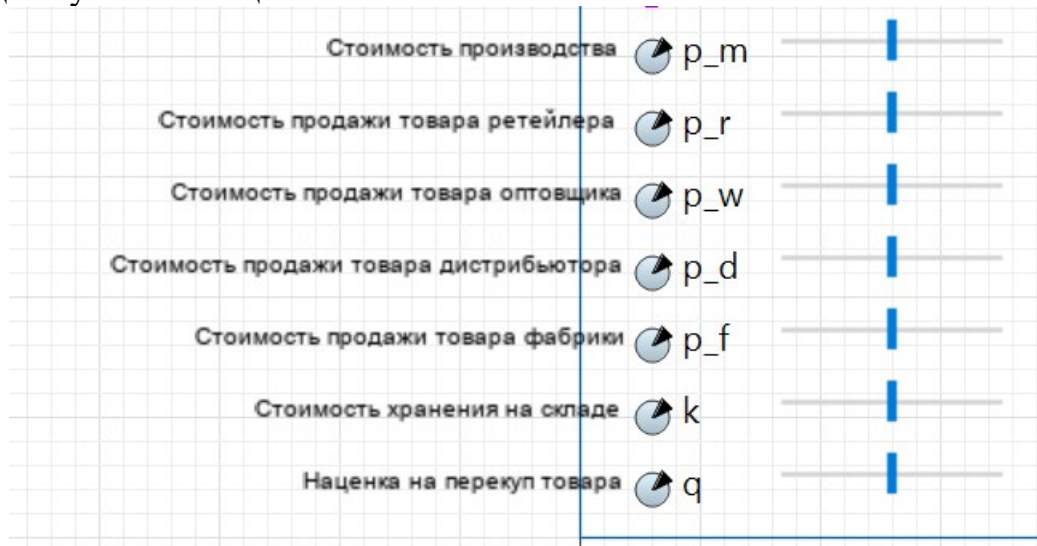 Стоимость производства p_m
Стоимость продажи товара ретейлера p_r
Стоимость продажи товара оптовщика p_w
Стоимость продажи товара дистрибьютора p_d
Стоимость продажи товара фабрики p_f
Стоимость хранения на складе k
Наценка на перекуп товара q